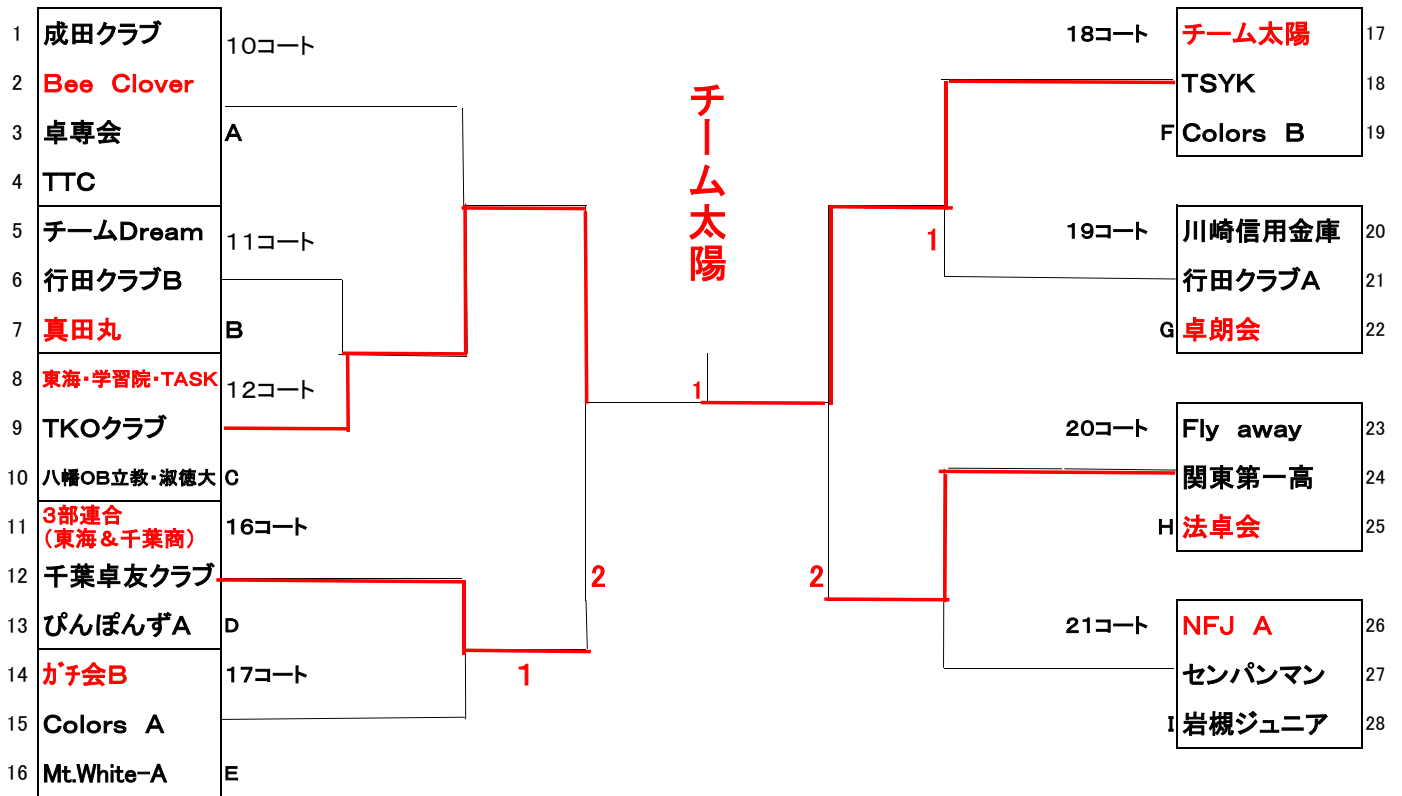 1 成田クラブ 10コート
2 Bee Clover
3 卓専会 A
4 TTC
5 チームDream 11コート
6 行田クラブB
7 真田丸 B
8 東海・学習院・TASK 12コート
9 TKOクラブ
10 八幡OB立教・淑徳大 C
11 3部連合
(東海&千葉商) 16コート
12 千葉卓友クラブ
13 ぴんぽんずA D
14 ガチ会B 17コート
15 Colors A
16 Mt.White-A E
1
2
チーム太陽
1
1
2
18コート チーム太陽 17
TSYK 18
F Colors B 19
19コート 川崎信用金庫 20
行田クラブA 21
G 卓朗会 22
20コート Fly away 23
関東第一高 24
H 法卓会 25
21コート NFJ A 26
センパンマン 27
I 岩槻ジュニア 28